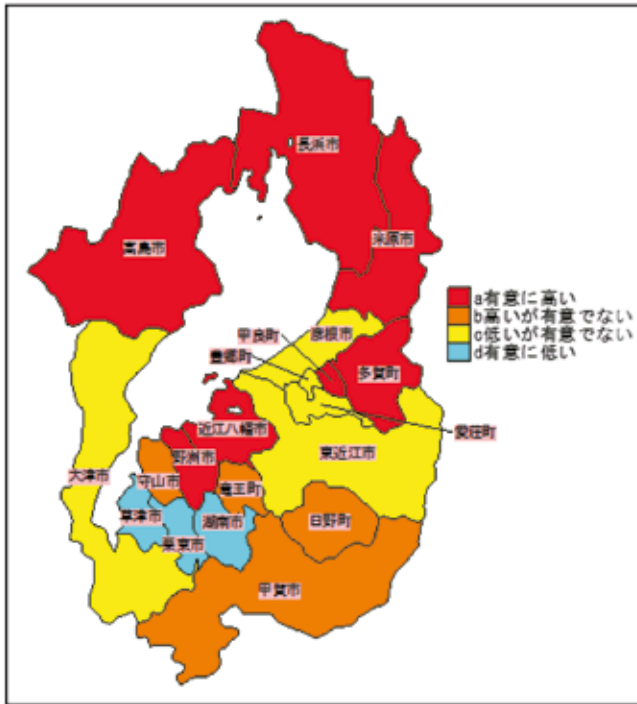 長浜市
高島市
米原市
a有意に高い
b高いが有意でない
c低いが有意でない
d有意に低い
彦根市
甲良町
豊郷町
多賀町
近江八幡市
愛荘町
野洲市
東近江市
大津市
守山市
竜王町
草津市
湖南市
日野町
栗東市
甲賀市